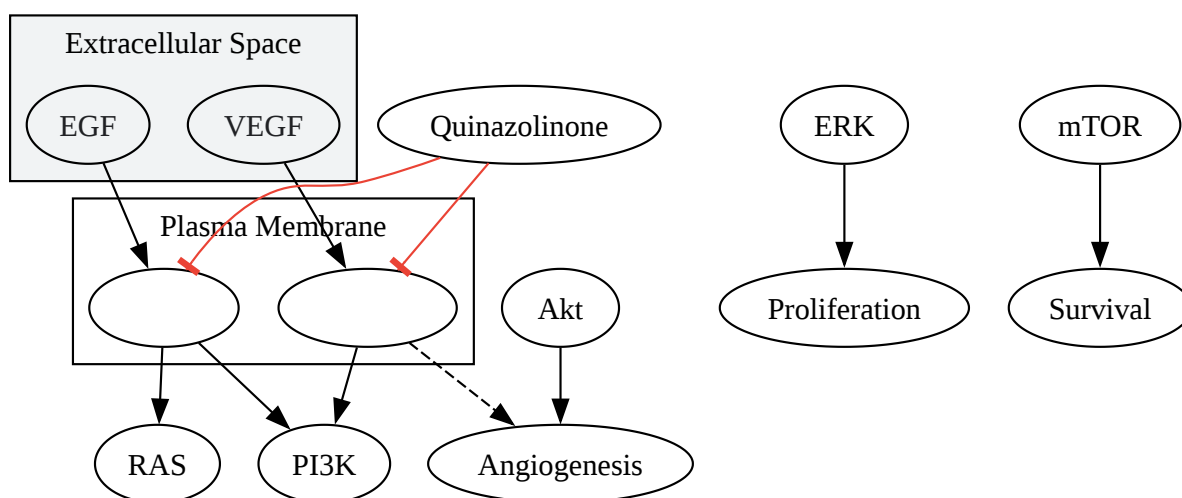 Extracellular Space
EGF
VEGF
Quinazolinone
ERK
mTOR
Plasma Membrane
Akt
Proliferation
Survival
RAS
PI3K
Angiogenesis